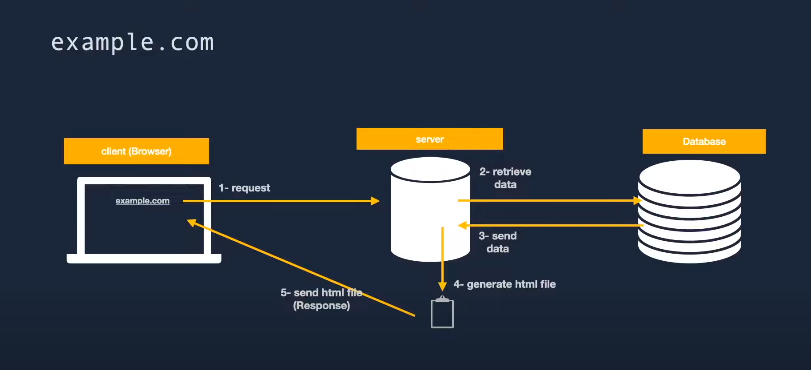 example.com
client (Browser)
server
Database
1- request
example.com
2- retrieve
data
3- send
data
4- generate html file
5- send html file
(Response)